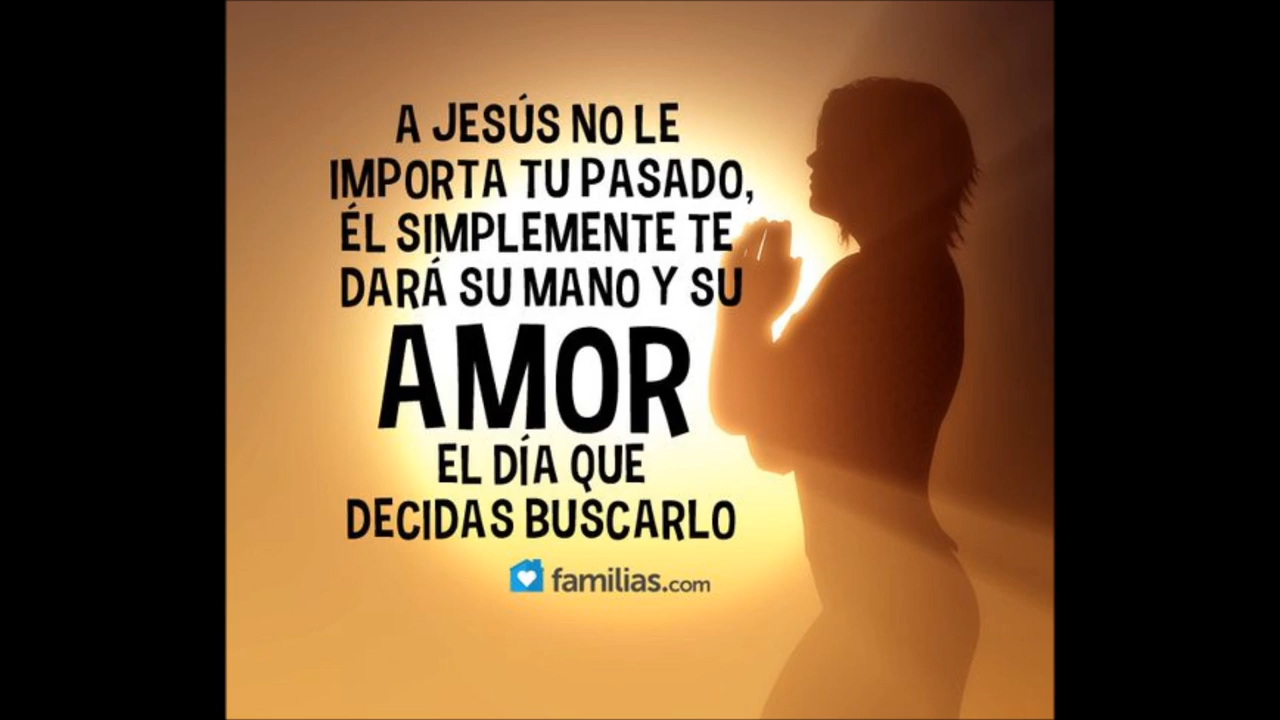 A JESÚS NO LE
IMPORTA TU PASADO,
ÉL SIMPLEMENTE TE
DARÁ SU MANO Y SU
AMOR
EL DÍA QUE
DECIDAS BUSCARLO
familias.com